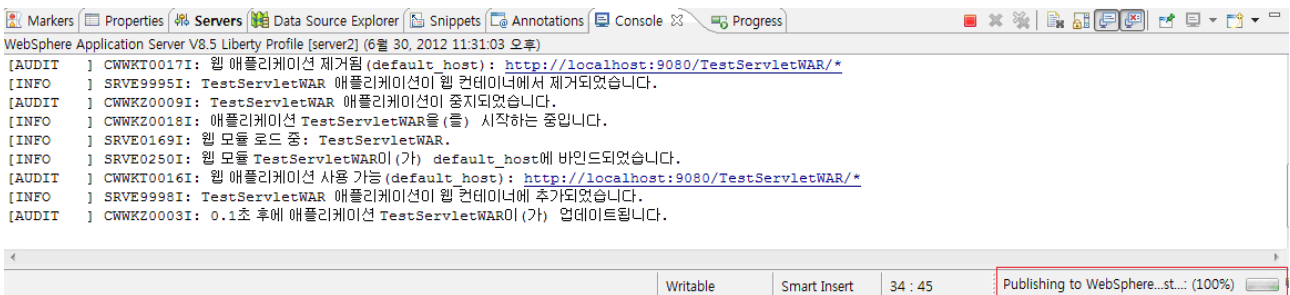 Markers Properties Servers Data Source Explorer Snippets Annotations Console Progress
WebSphere Application Server V8.5 Liberty Profile [server2] (6월 30, 2012 11:31:03 오후)
[AUDIT ] CWWKT0017I: 웹 애플리케이션 제거됨(default_host): http://localhost:9080/TestServletWAR/*
[INFO ] SRVE9995I: TestServletWAR 애플리케이션이 웹 컨테이너에서 제거되었습니다.
[AUDIT ] CWWKZ0009I: TestServletWAR 애플리케이션이 중지되었습니다.
[INFO ] CWWKZ0018I: 애플리케이션 TestServletWAR을(를) 시작하는 중입니다.
[INFO ] SRVE0169I: 웹 모듈 로드 중: TestServletWAR.
[INFO ] SRVE0250I: 웹 모듈 TestServletWAR이(가) default_host에 바인드되었습니다.
[AUDIT ] CWWKT0016I: 웹 애플리케이션 사용 가능(default_host): http://localhost:9080/TestServletWAR/*
[INFO ] SRVE9998I: TestServletWAR 애플리케이션이 웹 컨테이너에 추가되었습니다.
[AUDIT ] CWWKZ0003I: 0.1초 후에 애플리케이션 TestServletWAR이(가) 업데이트됩니다.
Writable Smart Insert 34 : 45 Publishing to WebSphere...st...: (100%)